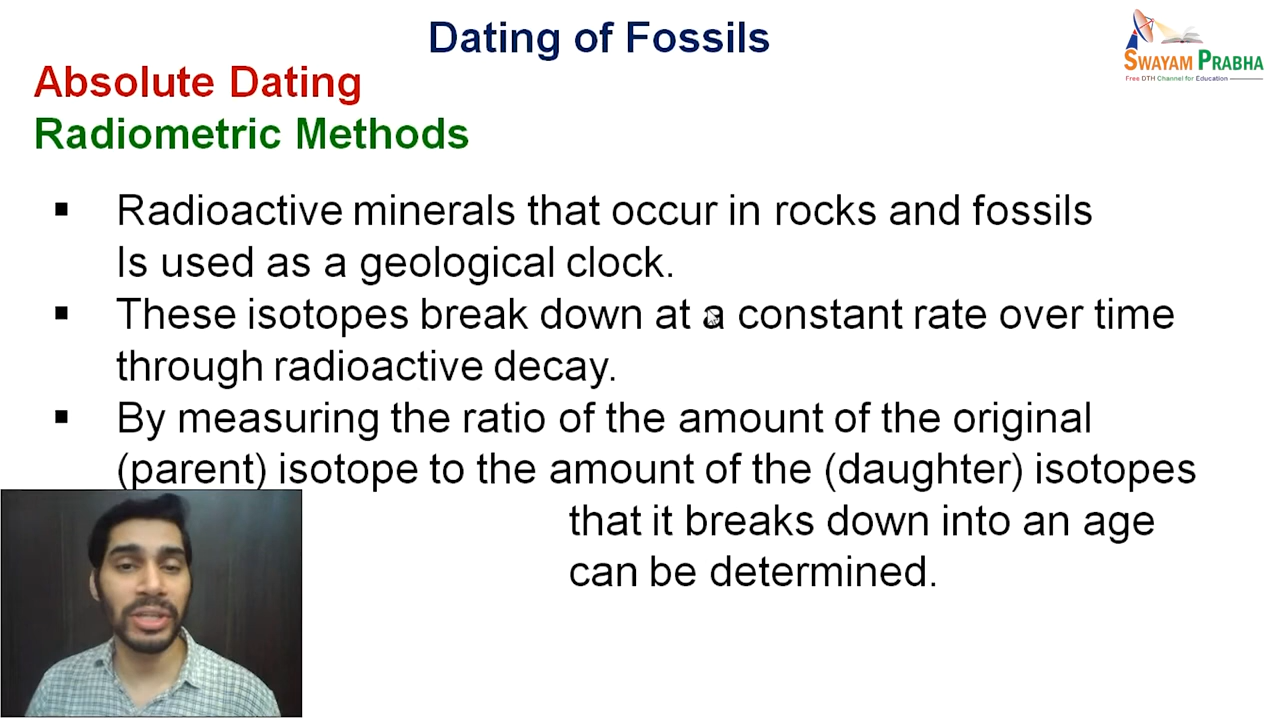 Dating of Fossils
SWAYAM PRABHA
Free DTH Channel for Education
Absolute Dating
Radiometric Methods
▪ Radioactive minerals that occur in rocks and fossils
Is used as a geological clock.
▪ These isotopes break down at a constant rate over time
through radioactive decay.
▪ By measuring the ratio of the amount of the original
(parent) isotope to the amount of the (daughter) isotopes
that it breaks down into an age
can be determined.